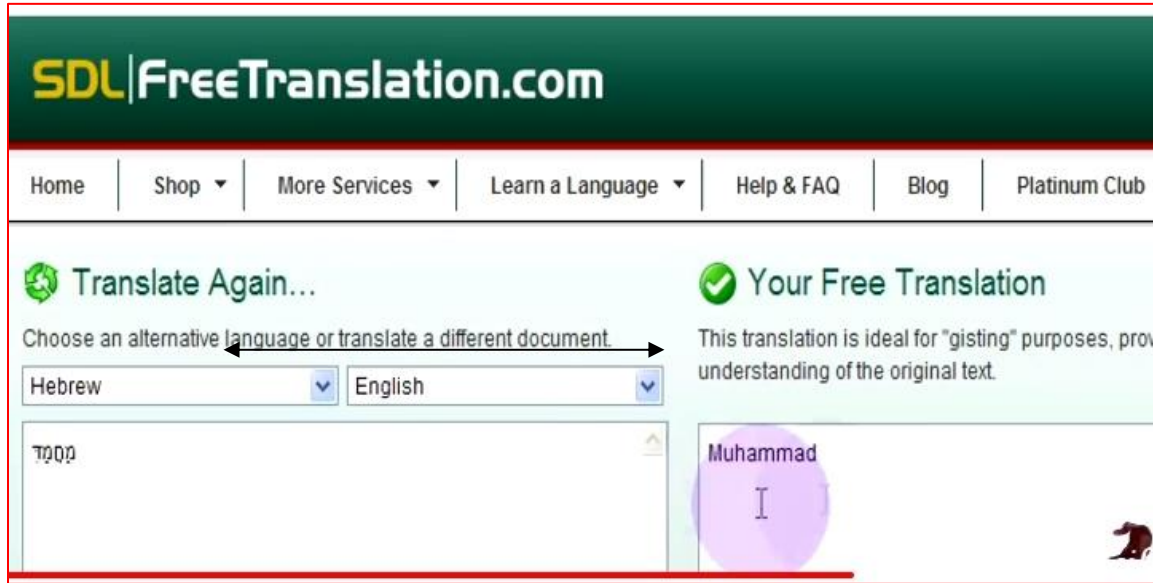 SDL|FreeTranslation.com
Home Shop More Services Learn a Language Help & FAQ Blog Platinum Club
Translate Again...
Choose an alternative language or translate a different document.
Hebrew English
מחמד
Your Free Translation
This translation is ideal for "gisting" purposes, prov
understanding of the original text.
Muhammad